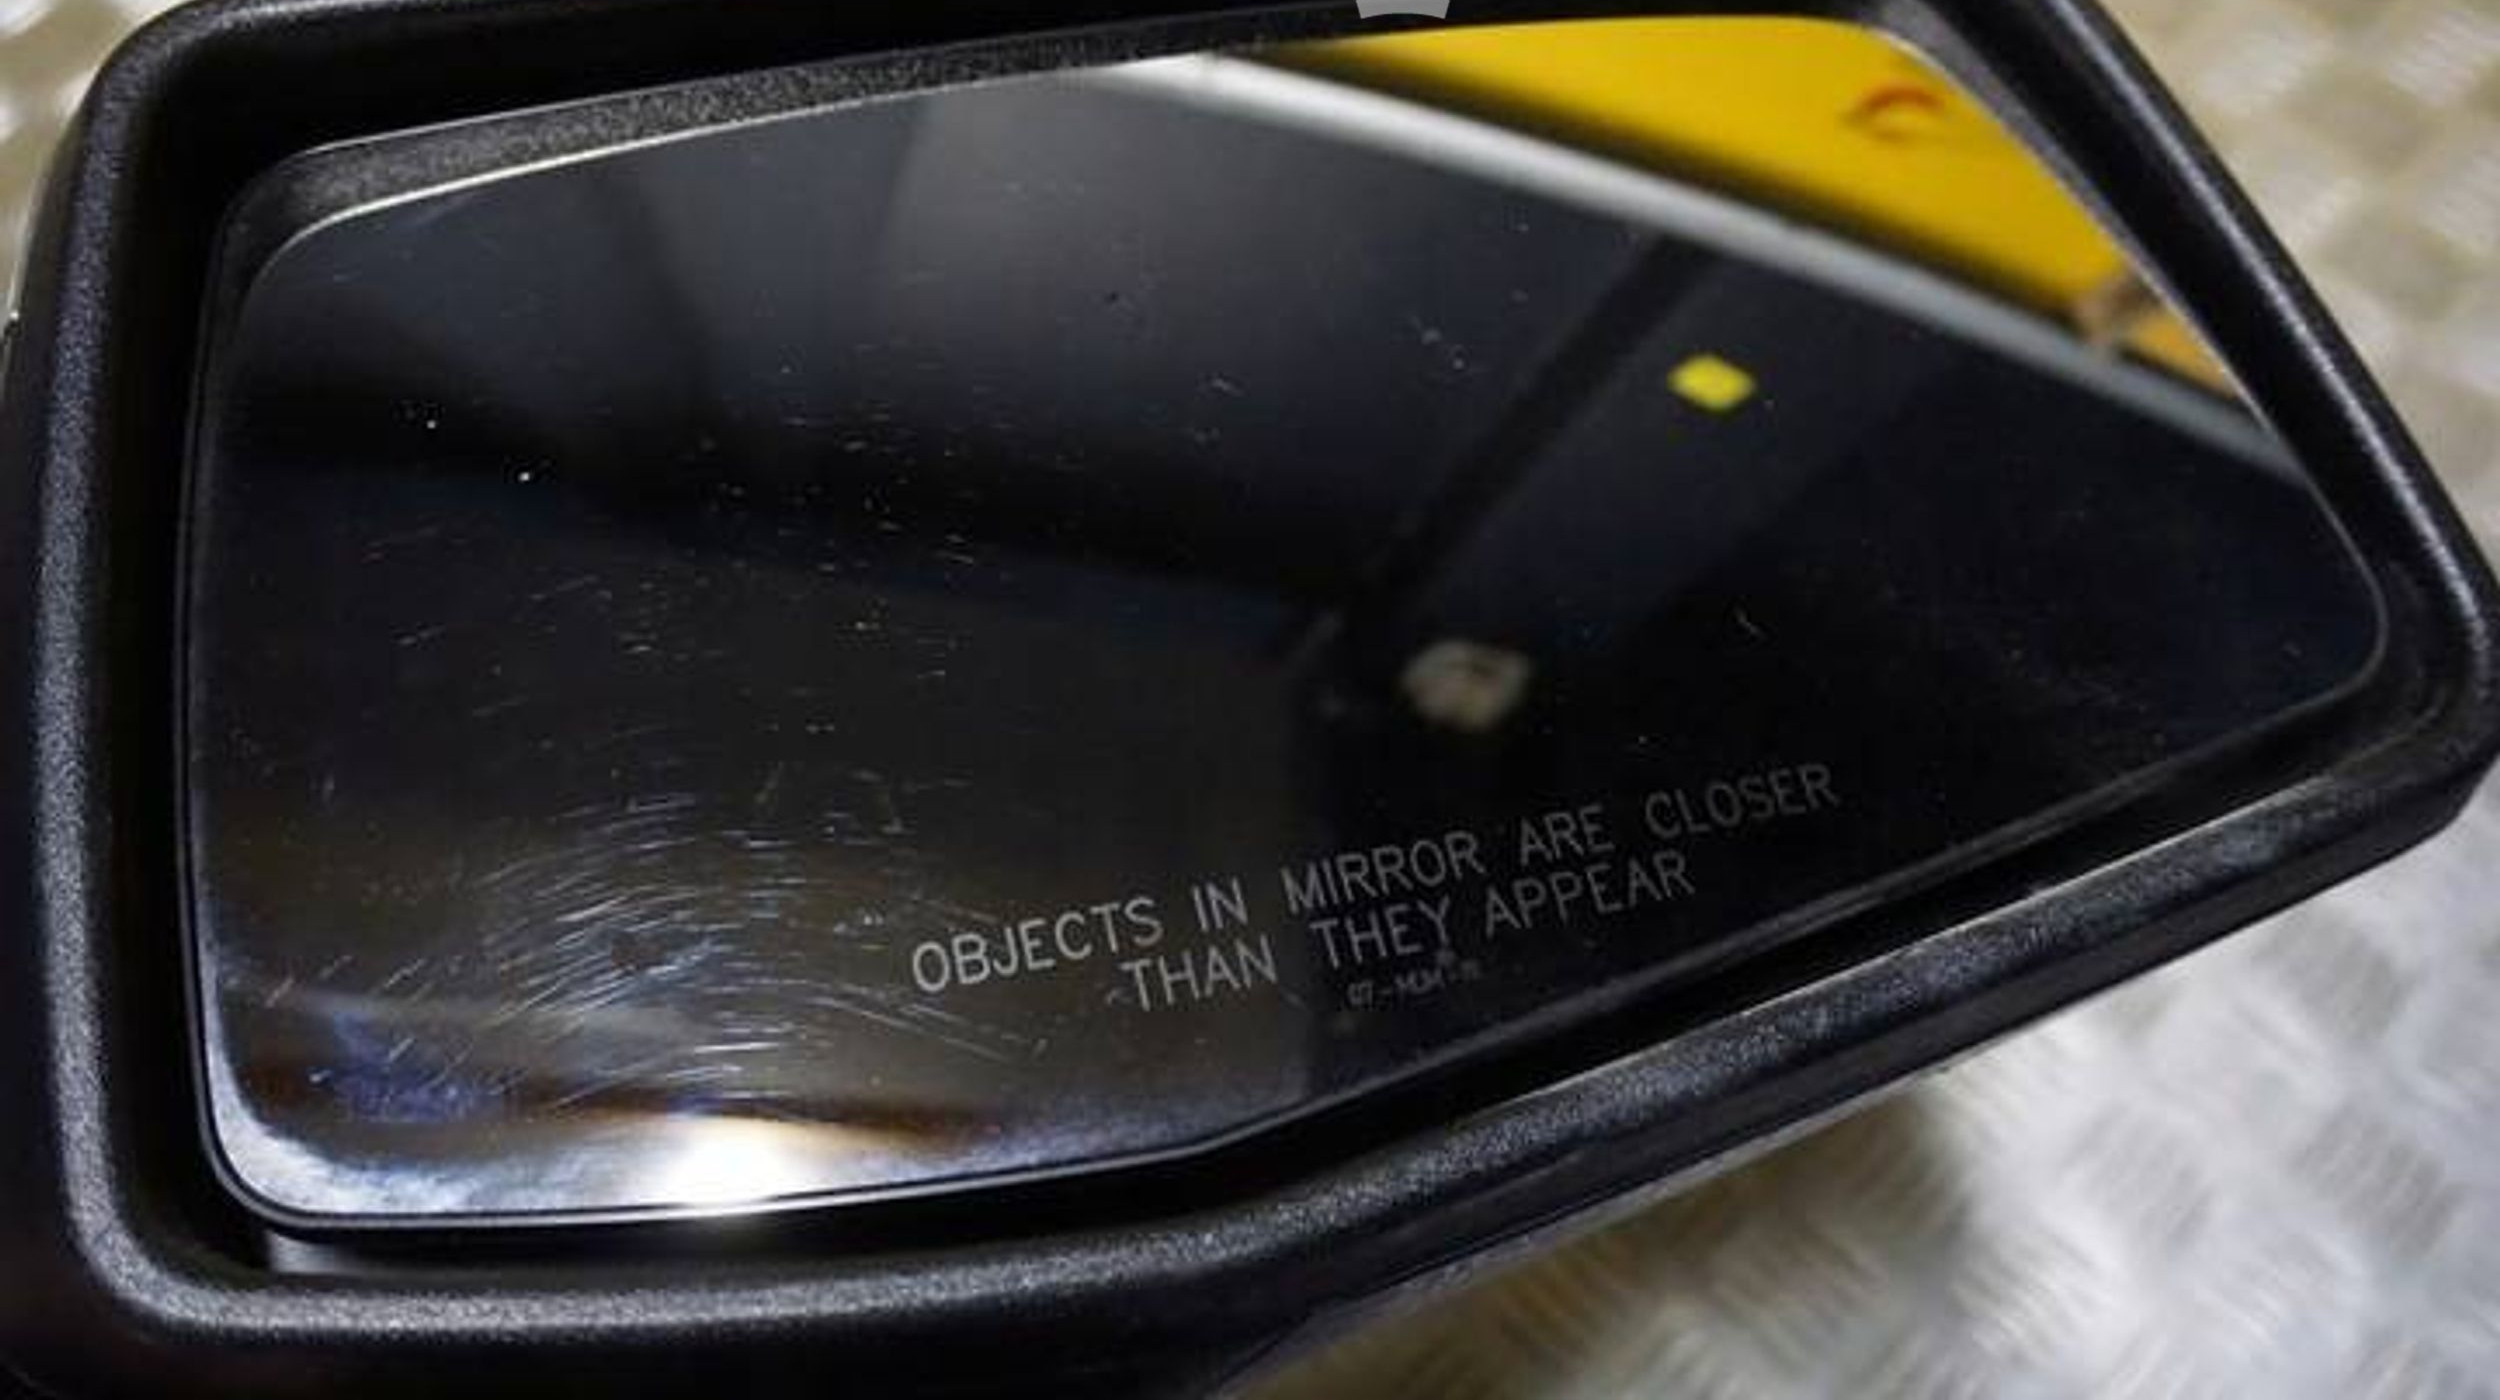 OBJECTS IN MIRROR ARE CLOSER
THAN THEY APPEAR